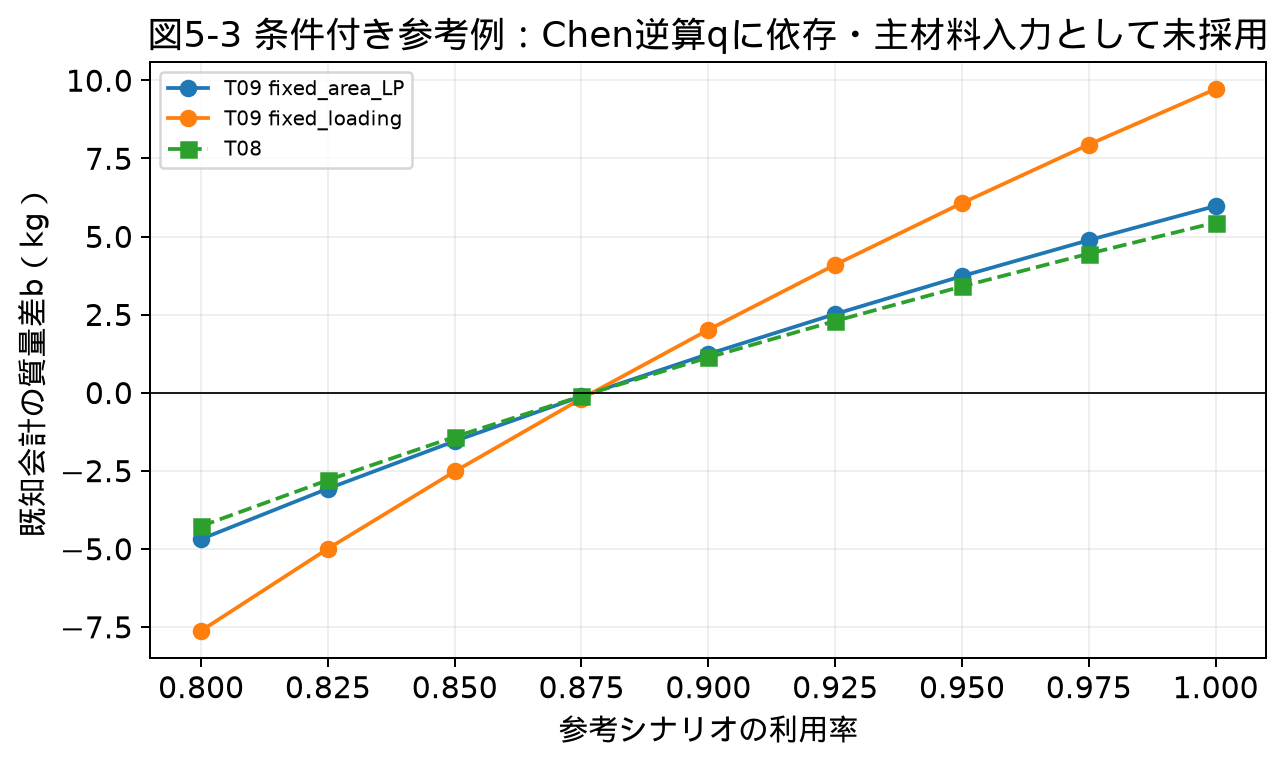 図5-3 条件付き参考例：Chen逆算qに依存・主材料入力として未採用
T09 fixed_area_LP
T09 fixed_loading
T08
既知会計の質量差b（kg）
10.0
7.5
5.0
2.5
0.0
−2.5
−5.0
−7.5
0.800 0.825 0.850 0.875 0.900 0.925 0.950 0.975 1.000
参考シナリオの利用率